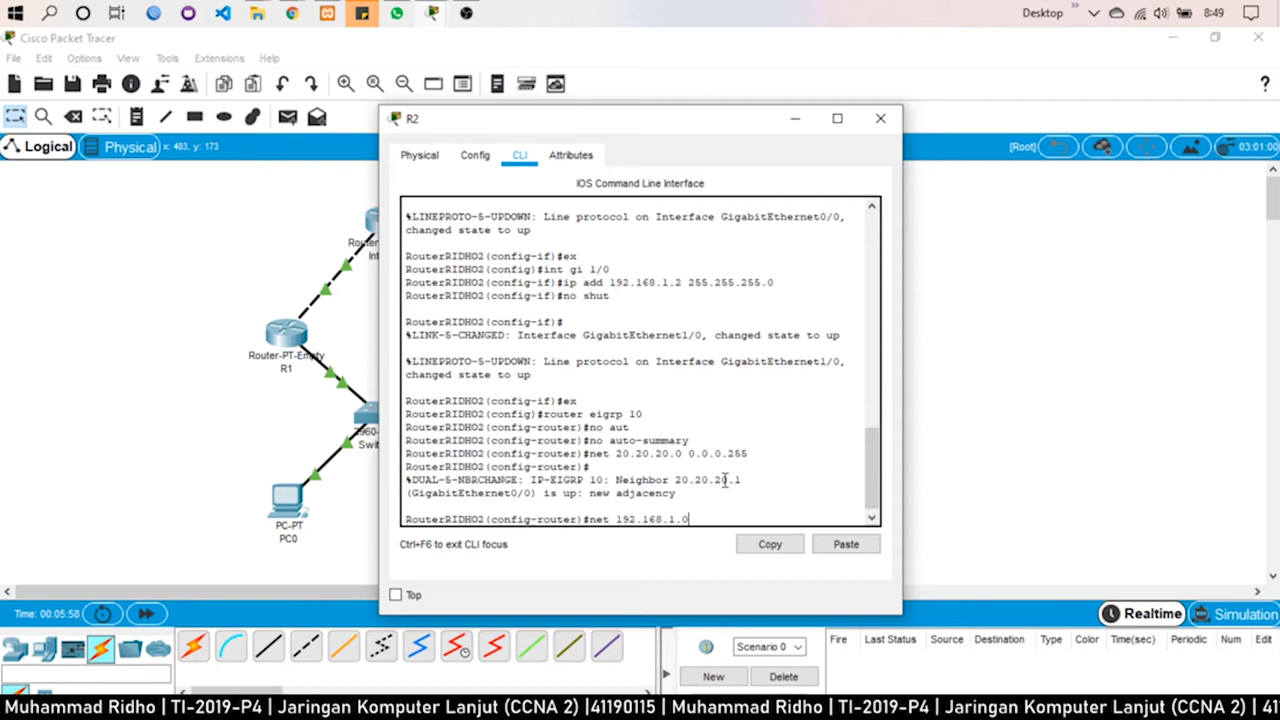 Desktop
8:49
Cisco Packet Tracer
File Edit Options View Tools Extensions Help
?
R2
Logical Physical x: 483, y: 173 [Root] 03:01:00
Physical Config CLI Attributes
IOS Command Line Interface
%LINEPROTO-5-UPDOWN: Line protocol on Interface GigabitEthernet0/0,
changed state to up
RouterRIDHO2(config-if)#ex
RouterRIDHO2(config)#int gi 1/0
RouterRIDHO2(config-if)#ip add 192.168.1.2 255.255.255.0
RouterRIDHO2(config-if)#no shut
RouterRIDHO2(config-if)#
%LINK-5-CHANGED: Interface GigabitEthernet1/0, changed state to up
%LINEPROTO-5-UPDOWN: Line protocol on Interface GigabitEthernet1/0,
changed state to up
RouterRIDHO2(config-if)#ex
RouterRIDHO2(config)#router eigrp 10
RouterRIDHO2(config-router)#no aut
RouterRIDHO2(config-router)#no auto-summary
RouterRIDHO2(config-router)#net 20.20.20.0 0.0.0.255
RouterRIDHO2(config-router)#
%DUAL-5-NBRCHANGE: IP-EIGRP 10: Neighbor 20.20.20.1
(GigabitEthernet0/0) is up: new adjacency
RouterRIDHO2(config-router)#net 192.168.1.0
Ctrl+F6 to exit CLI focus
Copy Paste
Top
Router
Int
Router-PT-Empty
R1
2960-
Swit
PC-PT
PC0
Time: 00:05:58 Realtime Simulation
Scenario 0
New Delete
Fire Last Status Source Destination Type Color Time(sec) Periodic Num Edit
Muhammad Ridho | TI-2019-P4 | Jaringan Komputer Lanjut (CCNA 2) |41190115 | Muhammad Ridho | TI-2019-P4 | Jaringan Komputer Lanjut (CCNA 2) | 41